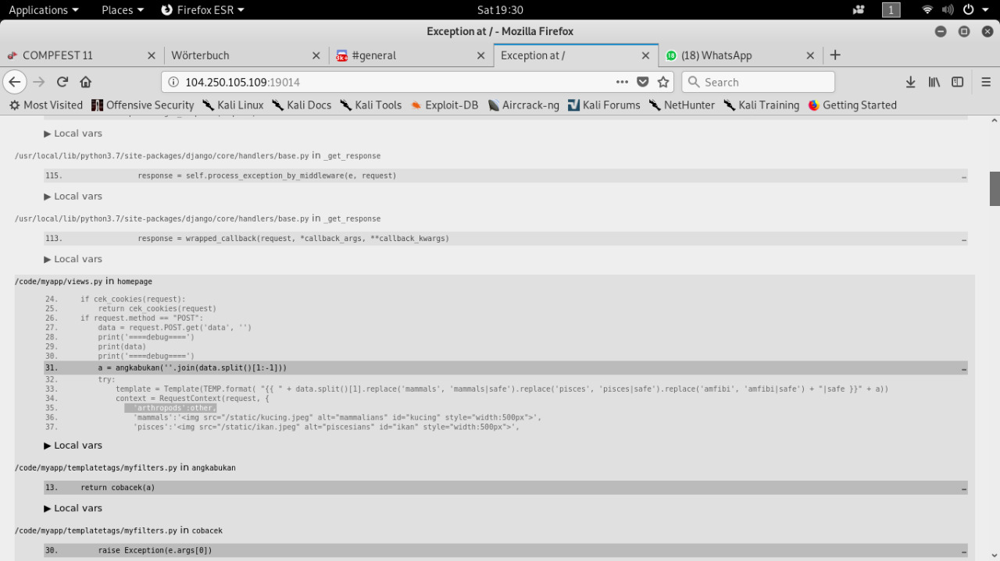 Applications Places Firefox ESR Sat 19:30 1
Exception at / - Mozilla Firefox
COMPFEST 11 Wörterbuch #general Exception at / (18) WhatsApp
104.250.105.109:19014 Search
Most Visited Offensive Security Kali Linux Kali Docs Kali Tools Exploit-DB Aircrack-ng Kali Forums NetHunter Kali Training Getting Started
▶ Local vars
/usr/local/lib/python3.7/site-packages/django/core/handlers/base.py in _get_response
115. response = self.process_exception_by_middleware(e, request) …
▶ Local vars
/usr/local/lib/python3.7/site-packages/django/core/handlers/base.py in _get_response
113. response = wrapped_callback(request, *callback_args, **callback_kwargs) …
▶ Local vars
/code/myapp/views.py in homepage
24. if cek_cookies(request):
25. return cek_cookies(request)
26. if request.method == "POST":
27. data = request.POST.get('data', '')
28. print('====debug====')
29. print(data)
30. print('====debug====')
31. a = angkabukan(''.join(data.split()[1:-1])) …
32. try:
33. template = Template(TEMP.format( "{{ " + data.split()[1].replace('mammals', 'mammals|safe').replace('pisces', 'pisces|safe').replace('amfibi', 'amfibi|safe') + "|safe }}" + a))
34. context = RequestContext(request, {
35. 'arthropods':other,
36. 'mammals':'<img src="/static/kucing.jpeg" alt="mammalians" id="kucing" style="width:500px">',
37. 'pisces':'<img src="/static/ikan.jpeg" alt="piscesians" id="ikan" style="width:500px">',
▶ Local vars
/code/myapp/templatetags/myfilters.py in angkabukan
13. return cobacek(a) …
▶ Local vars
/code/myapp/templatetags/myfilters.py in cobacek
30. raise Exception(e.args[0]) …